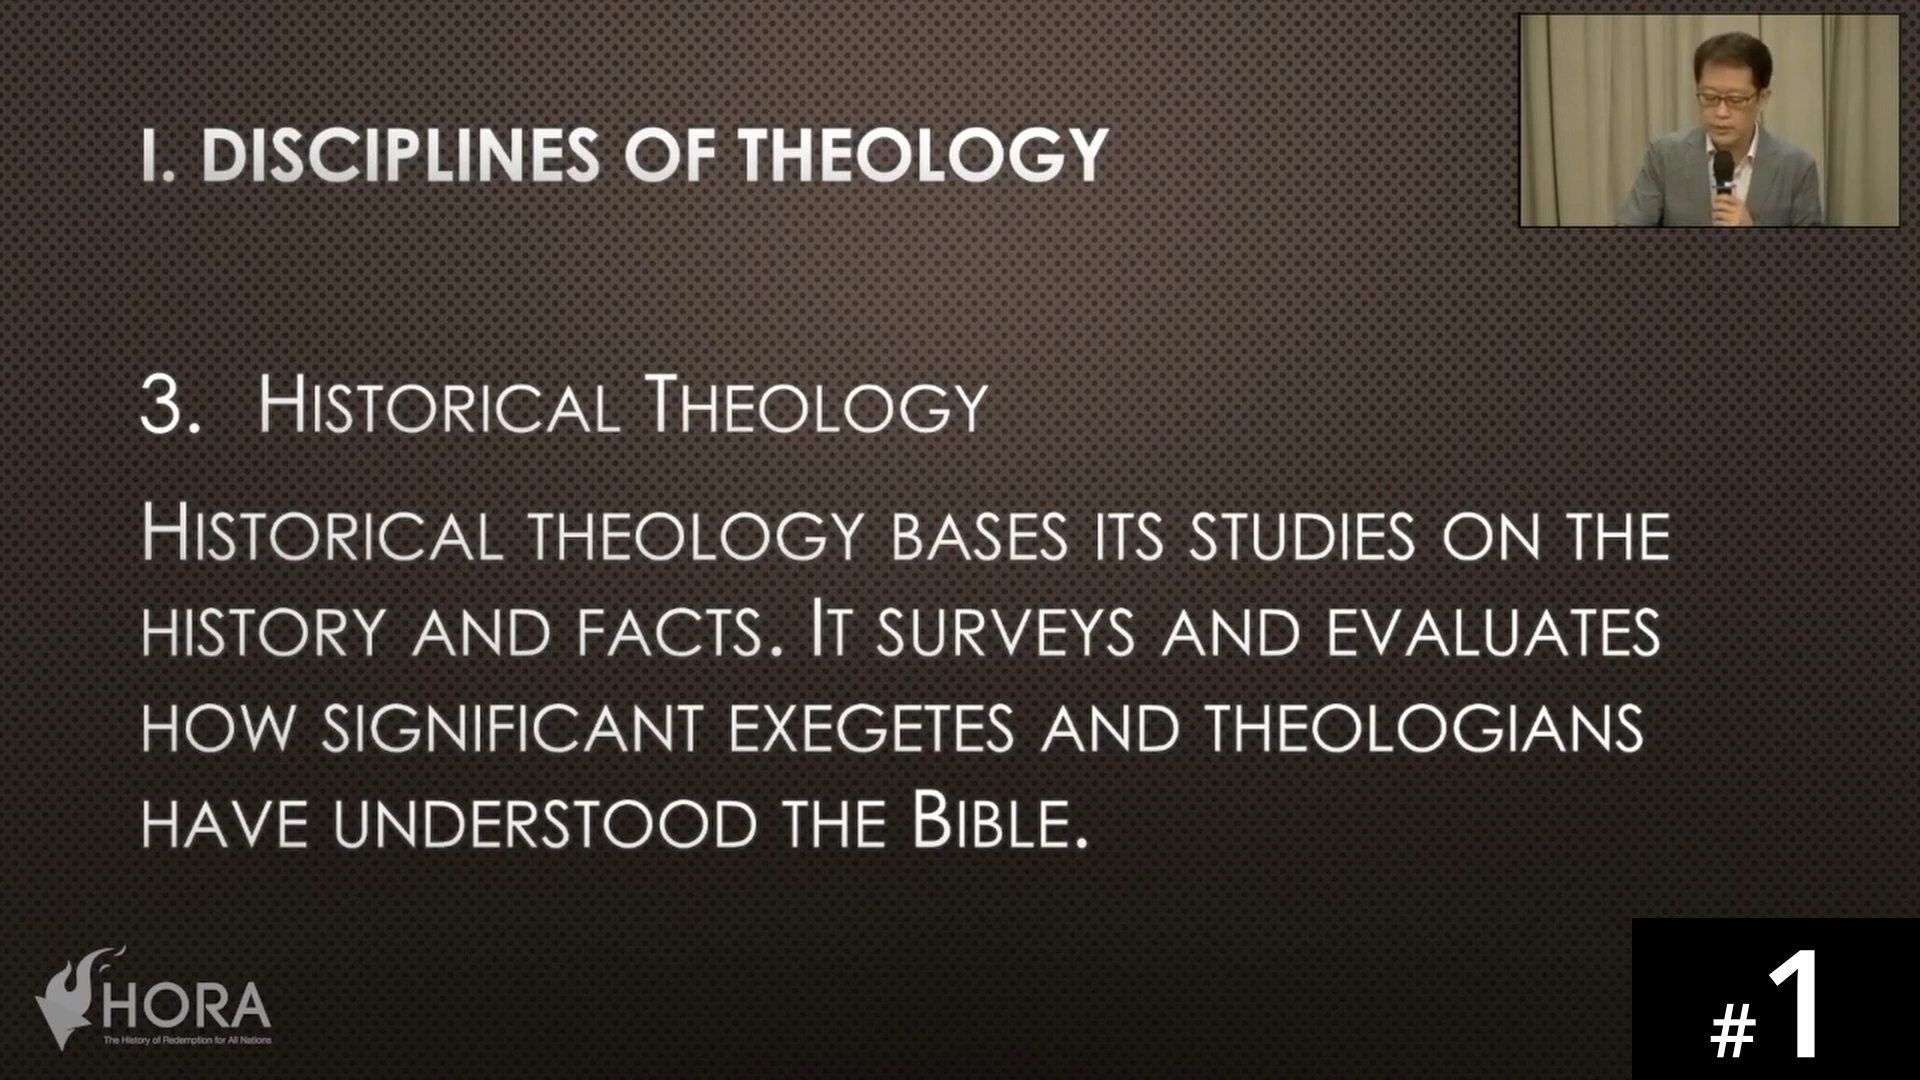 I. DISCIPLINES OF THEOLOGY
3. Historical Theology
Historical theology bases its studies on the
history and facts. It surveys and evaluates
how significant exegetes and theologians
have understood the Bible.
HORA
The History of Redemption for All Nations
#1